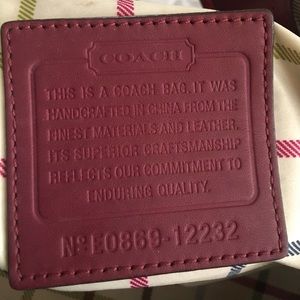 COACH
THIS IS A COACH BAG. IT WAS
HANDCRAFTED IN CHINA FROM THE
FINEST MATERIALS AND LEATHER.
ITS SUPERIOR CRAFTSMANSHIP
REFLECTS OUR COMMITMENT TO
ENDURING QUALITY.
Nº E0869-12232